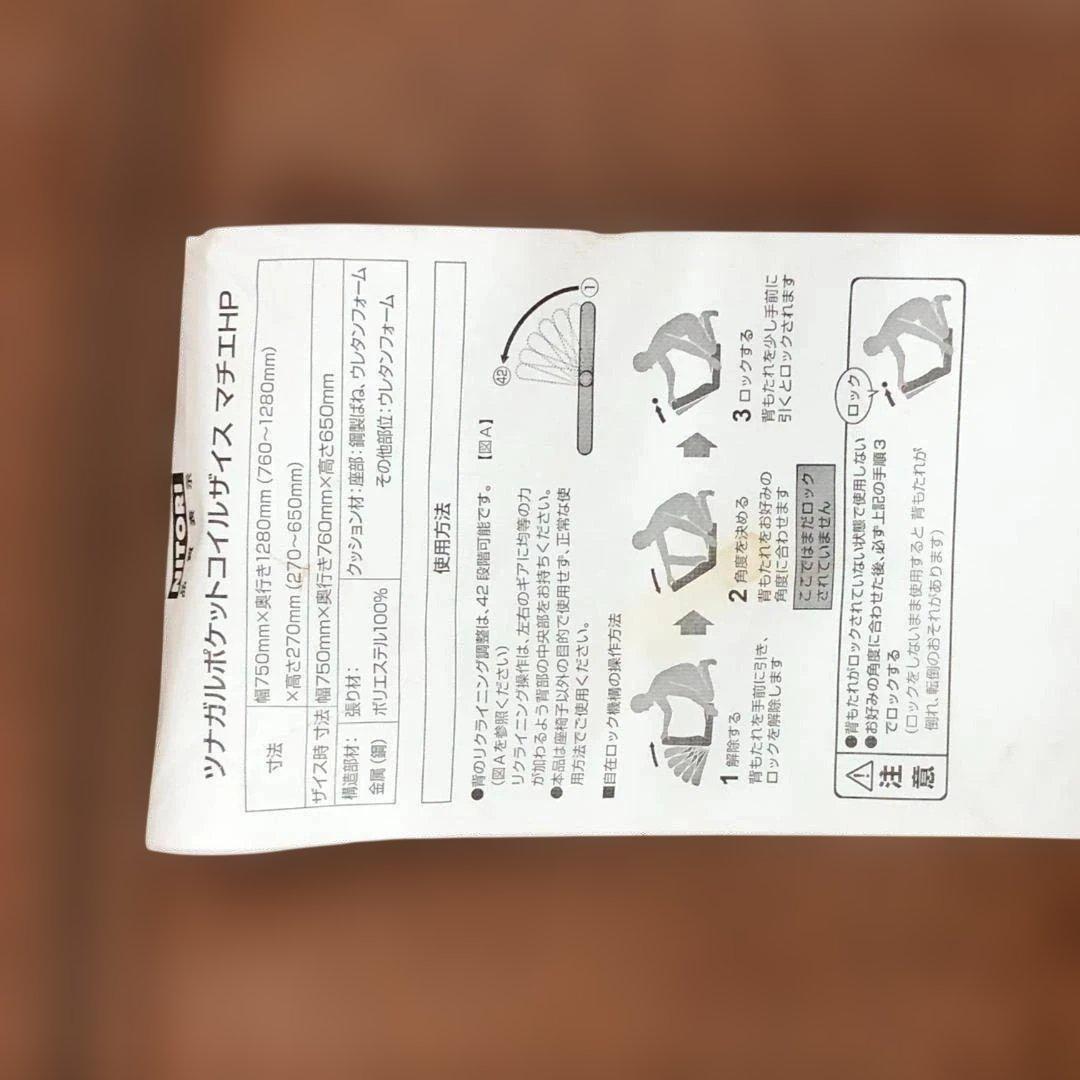 NITORI
ツナガルポケットコイルザイス マチエHP
寸法
幅750mm×奥行き1280mm(760~1280mm)
×高さ270mm(270~650mm)
ザイス時 寸法
幅750mm×奥行き760mm×高さ650mm
構造部材:
金属(鋼)
張り材:
ポリエステル100%
クッション材:座部:鋼製ばね、ウレタンフォーム
その他部位:ウレタンフォーム
使用方法
●背のリクライニング調整は、42段階可能です。
(図Aを参照ください)
リクライニング操作は、左右のギアに均等の力
が加わるよう背部の中央部をお持ちください。
●本品は座椅子以外の目的で使用せず、正常な使
用方法でご使用ください。
【図A】
㊷
①
■自在ロック機構の操作方法
1 解除する
背もたれを手前に引き、
ロックを解除します
2 角度を決める
背もたれをお好みの
角度に合わせます
ここではまだロック
されていません
3 ロックする
背もたれを少し手前に
引くとロックされます
注意
●背もたれがロックされていない状態で使用しない
●お好みの角度に合わせた後、必ず上記の手順3
でロックする
(ロックをしないまま使用すると 背もたれが
倒れ、転倒のおそれがあります)
ロック